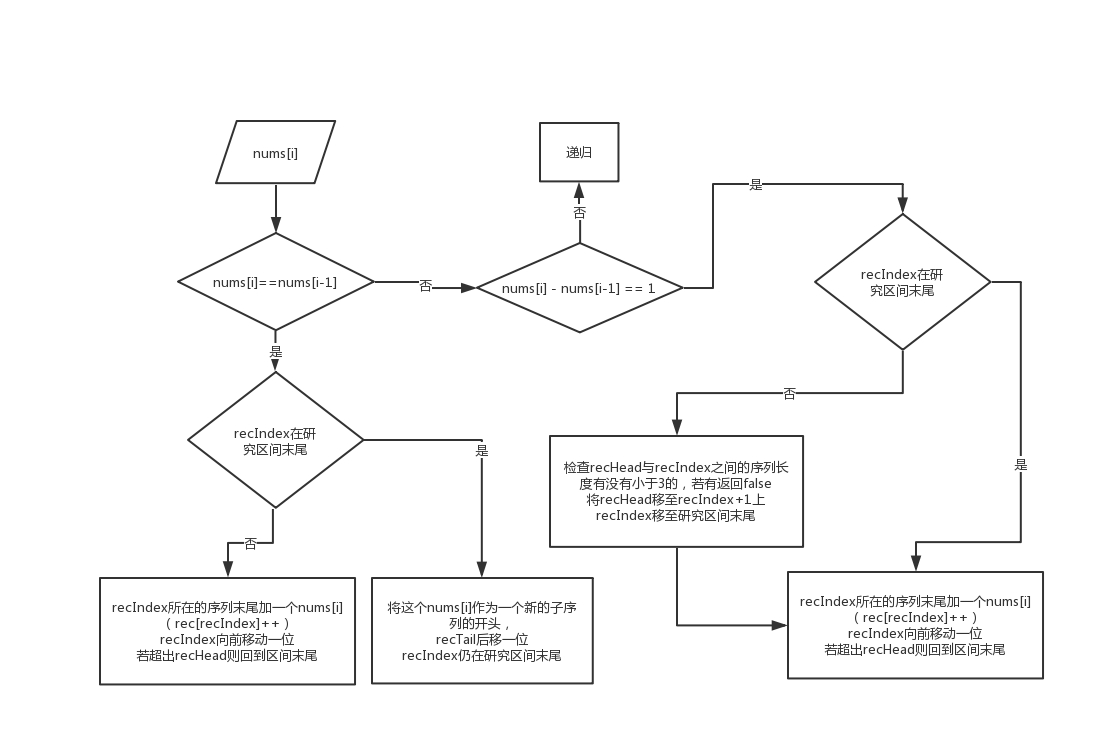 nums[i]
递归
是
否
nums[i]==nums[i-1]
否
nums[i] - nums[i-1] == 1
recIndex在研
究区间末尾
是
否
recIndex在研
究区间末尾
是
是
检查recHead与recIndex之间的序列长
度有没有小于3的，若有返回false
将recHead移至recIndex+1上
recIndex移至研究区间末尾
否
recIndex所在的序列末尾加一个nums[i]
（ rec[recIndex]++ ）
recIndex向前移动一位
若超出recHead则回到区间末尾
将这个nums[i]作为一个新的子序
列的开头，
recTail后移一位
recIndex仍在研究区间末尾
recIndex所在的序列末尾加一个nums[i]
（ rec[recIndex]++ ）
recIndex向前移动一位
若超出recHead则回到区间末尾